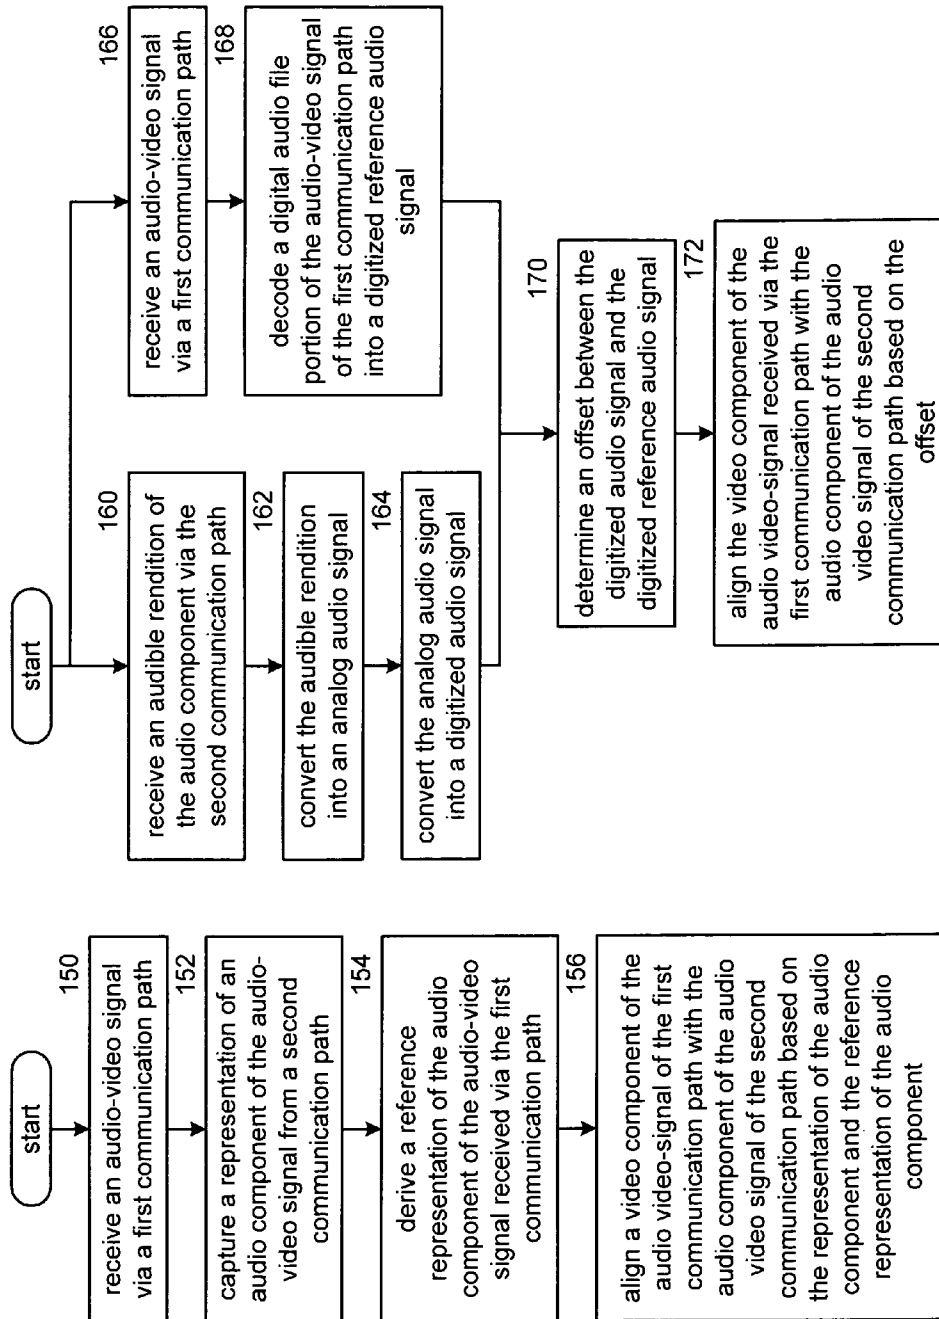 start
150
receive an audio-video signal
via a first communication path
152
capture a representation of an
audio component of the audio-
video signal from a second
communication path
154
derive a reference
representation of the audio
component of the audio-video
signal received via the first
communication path
156
align a video component of the
audio video-signal of the first
communication path with the
audio component of the audio
video signal of the second
communication path based on
the representation of the audio
component and the reference
representation of the audio
component
start
160
receive an audible rendition of
the audio component via the
second communication path
162
convert the audible rendition
into an analog audio signal
164
convert the analog audio signal
into a digitized audio signal
166
receive an audio-video signal
via a first communication path
168
decode a digital audio file
portion of the audio-video signal
of the first communication path
into a digitized reference audio
signal
170
determine an offset between the
digitized audio signal and the
digitized reference audio signal
172
align the video component of the
audio video-signal received via the
first communication path with the
audio component of the audio
video signal of the second
communication path based on the
offset